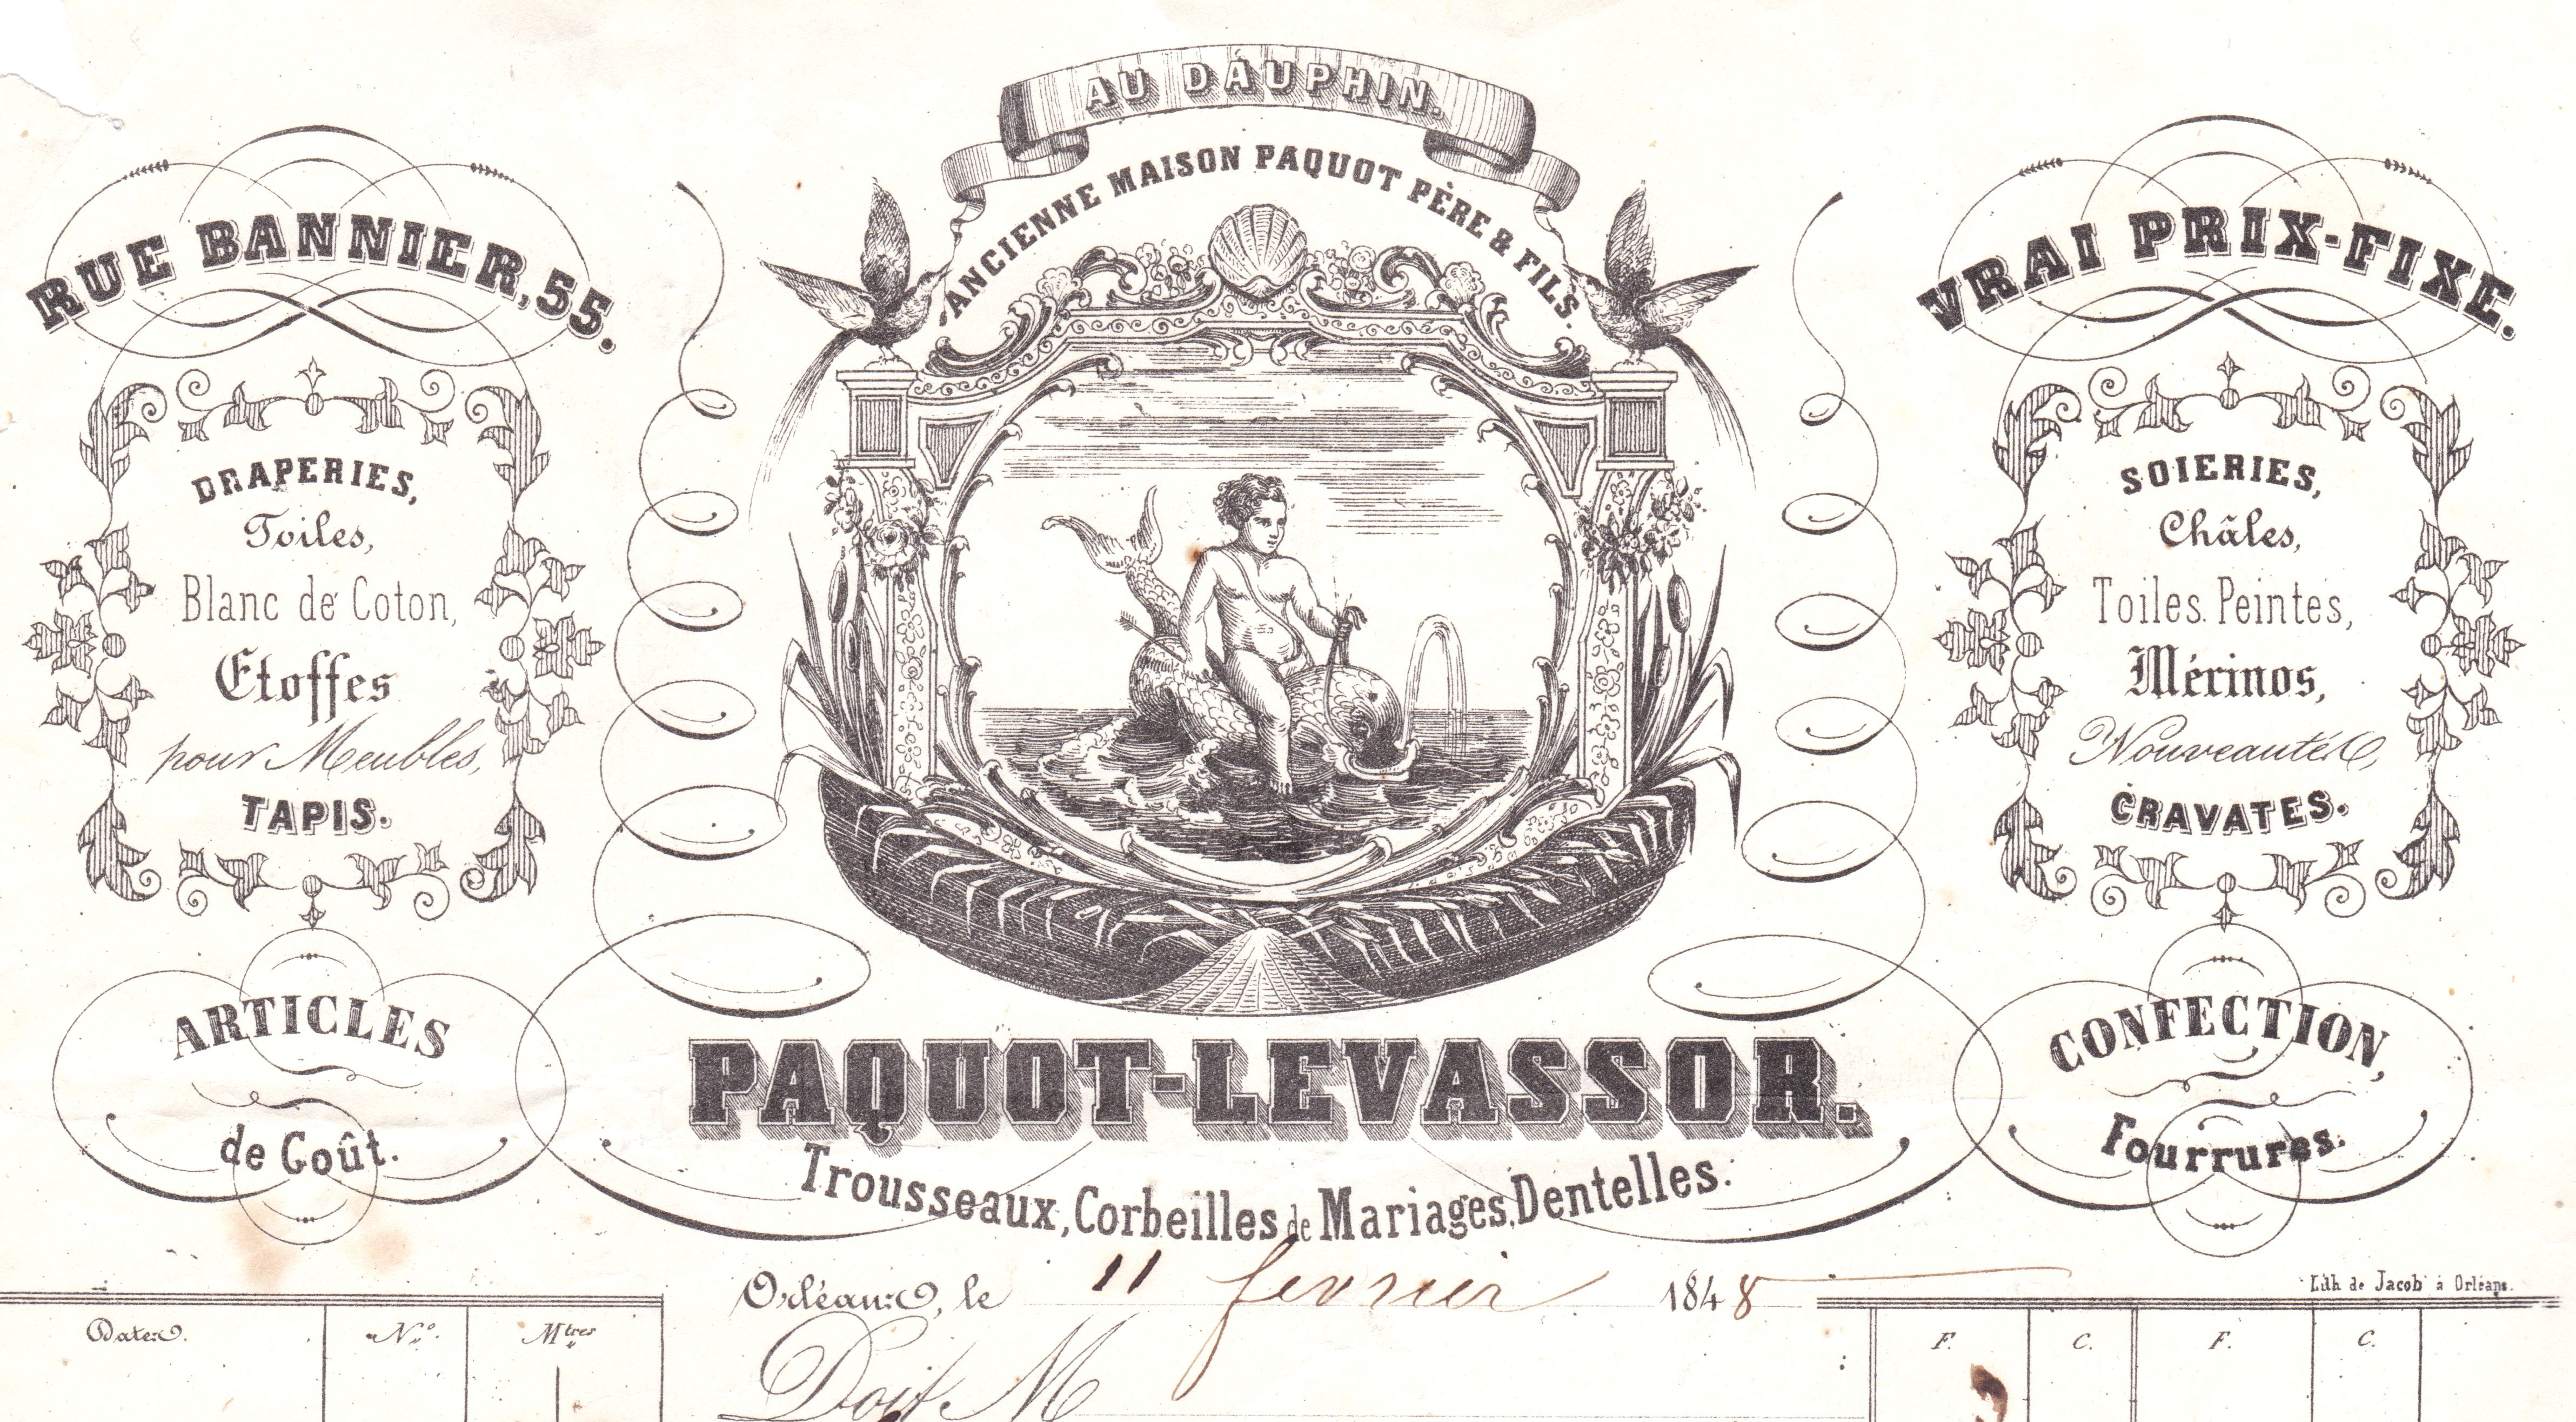 AU DAUPHIN.
ANCIENNE MAISON PAQUOT PÈRE & FILS.
RUE BANNIER, 55.
DRAPERIES,
Toiles,
Blanc de Coton,
Etoffes
pour Meubles,
TAPIS.
ARTICLES
de Goût.
VRAI PRIX-FIXE.
SOIERIES,
Châles,
Toiles Peintes,
Mérinos,
Nouveautés,
CRAVATES.
CONFECTION,
Fourrures.
PAQUOT-LEVASSOR.
Trousseaux, Corbeilles de Mariages, Dentelles.
Orléans, le 11 fevrier 1848
Lith de Jacob à Orléans.
Dates. Nos. Mtres F. C. F. C.
Doit M